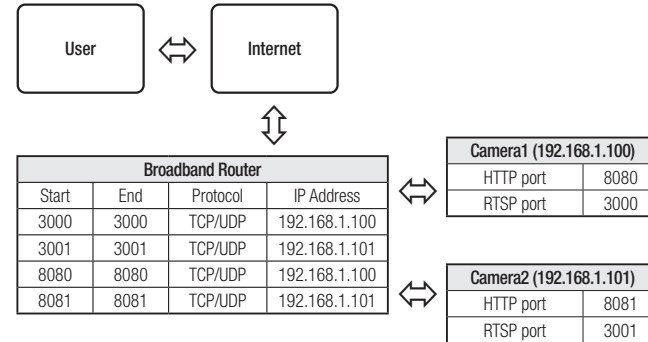 User
Internet
Broadband Router
Start End Protocol IP Address
3000 3000 TCP/UDP 192.168.1.100
3001 3001 TCP/UDP 192.168.1.101
8080 8080 TCP/UDP 192.168.1.100
8081 8081 TCP/UDP 192.168.1.101
Camera1 (192.168.1.100)
HTTP port 8080
RTSP port 3000
Camera2 (192.168.1.101)
HTTP port 8081
RTSP port 3001